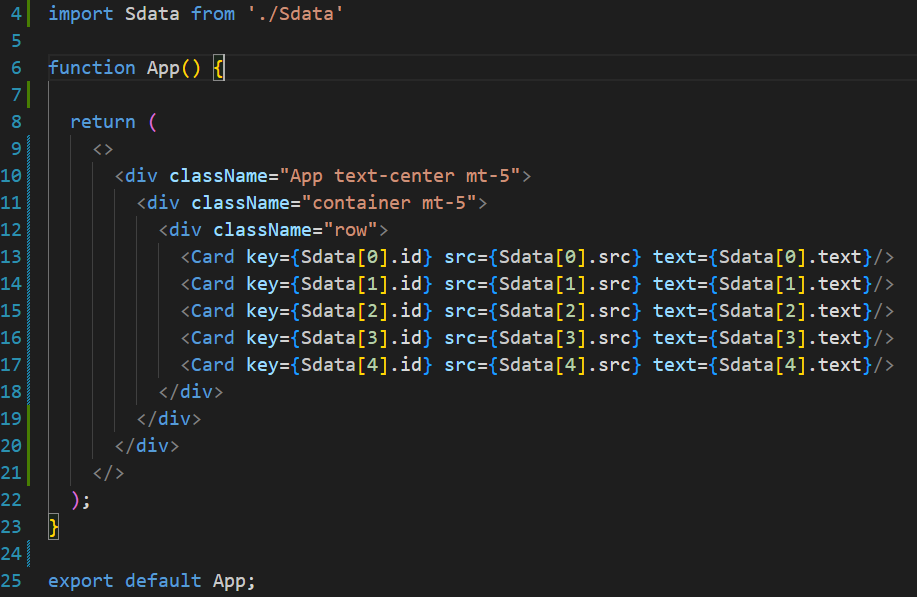 4 import Sdata from './Sdata'
5
6 function App() {
7
8   return (
9     <>
10       <div className="App text-center mt-5">
11         <div className="container mt-5">
12           <div className="row">
13             <Card key={Sdata[0].id} src={Sdata[0].src} text={Sdata[0].text}/>
14             <Card key={Sdata[1].id} src={Sdata[1].src} text={Sdata[1].text}/>
15             <Card key={Sdata[2].id} src={Sdata[2].src} text={Sdata[2].text}/>
16             <Card key={Sdata[3].id} src={Sdata[3].src} text={Sdata[3].text}/>
17             <Card key={Sdata[4].id} src={Sdata[4].src} text={Sdata[4].text}/>
18           </div>
19         </div>
20       </div>
21     </>
22   );
23 }
24
25 export default App;